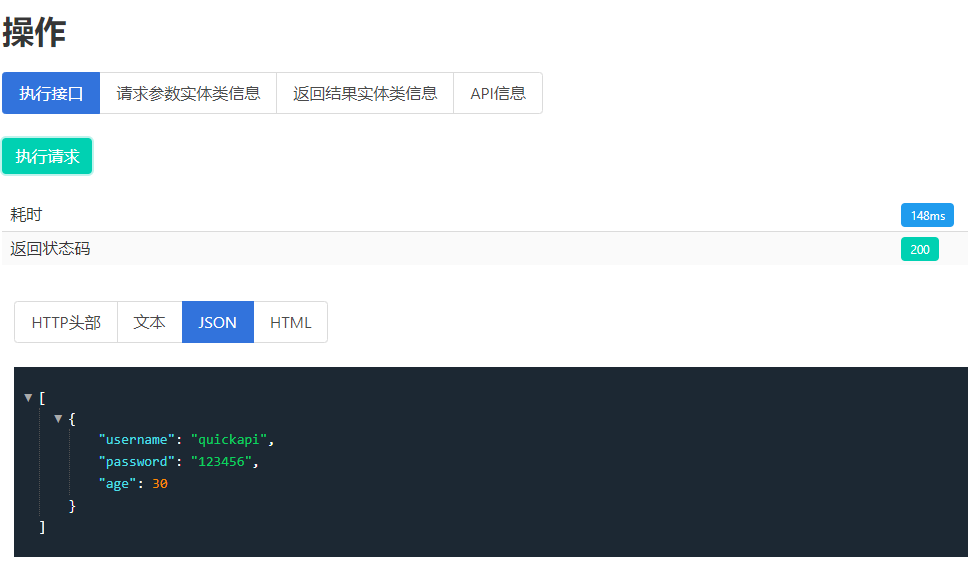 操作
执行接口 请求参数实体类信息 返回结果实体类信息 API信息
执行请求
耗时 148ms
返回状态码 200
HTTP头部 文本 JSON HTML
[
{
"username": "quickapi",
"password": "123456",
"age": 30
}
]